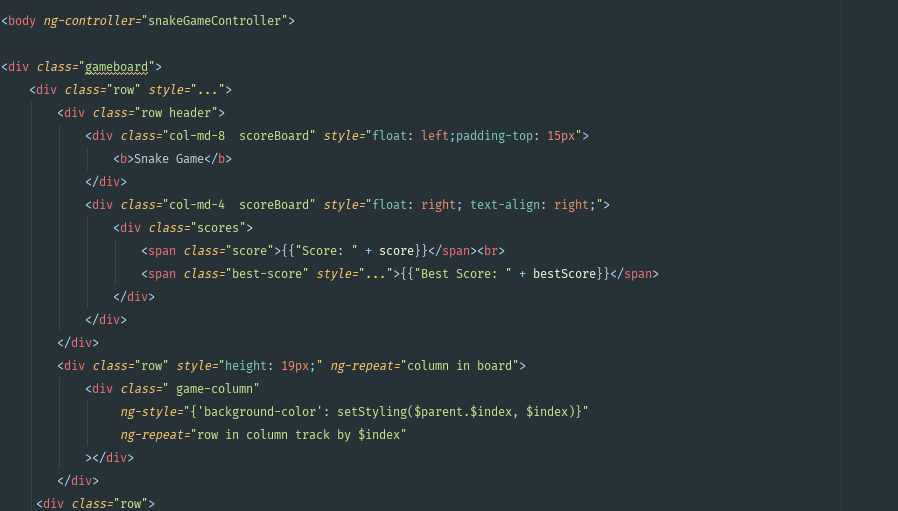 <body ng-controller="snakeGameController">
<div class="gameboard">
<div class="row" style="...">
<div class="row header">
<div class="col-md-8  scoreBoard" style="float: left;padding-top: 15px">
<b>Snake Game</b>
</div>
<div class="col-md-4  scoreBoard" style="float: right; text-align: right;">
<div class="scores">
<span class="score">{{"Score: " + score}}</span><br>
<span class="best-score" style="...">{{"Best Score: " + bestScore}}</span>
</div>
</div>
</div>
<div class="row" style="height: 19px;" ng-repeat="column in board">
<div class=" game-column"
ng-style="{'background-color': setStyling($parent.$index, $index)}"
ng-repeat="row in column track by $index"
></div>
</div>
<div class="row">